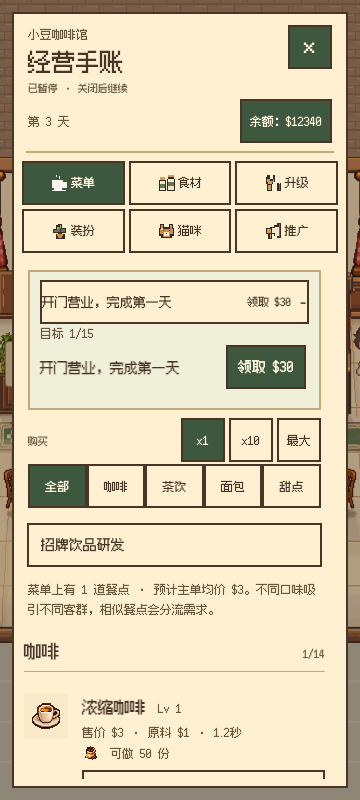 小豆咖啡馆
经营手账
已暂停 · 关闭后继续
×
第 3 天
余额: $12340
菜单
食材
升级
装扮
猫咪
推广
开门营业，完成第一天 领取 $30 −
目标 1/15
开门营业，完成第一天
领取 $30
购买
x1
x10
最大
全部
咖啡
茶饮
面包
甜点
招牌饮品研发
菜单上有 1 道餐点 · 预计主单均价 $3。不同口味吸
引不同客群，相似餐点会分流需求。
咖啡 1/14
浓缩咖啡 Lv 1
售价 $3 · 原料 $1 · 1.2秒
可做 50 份